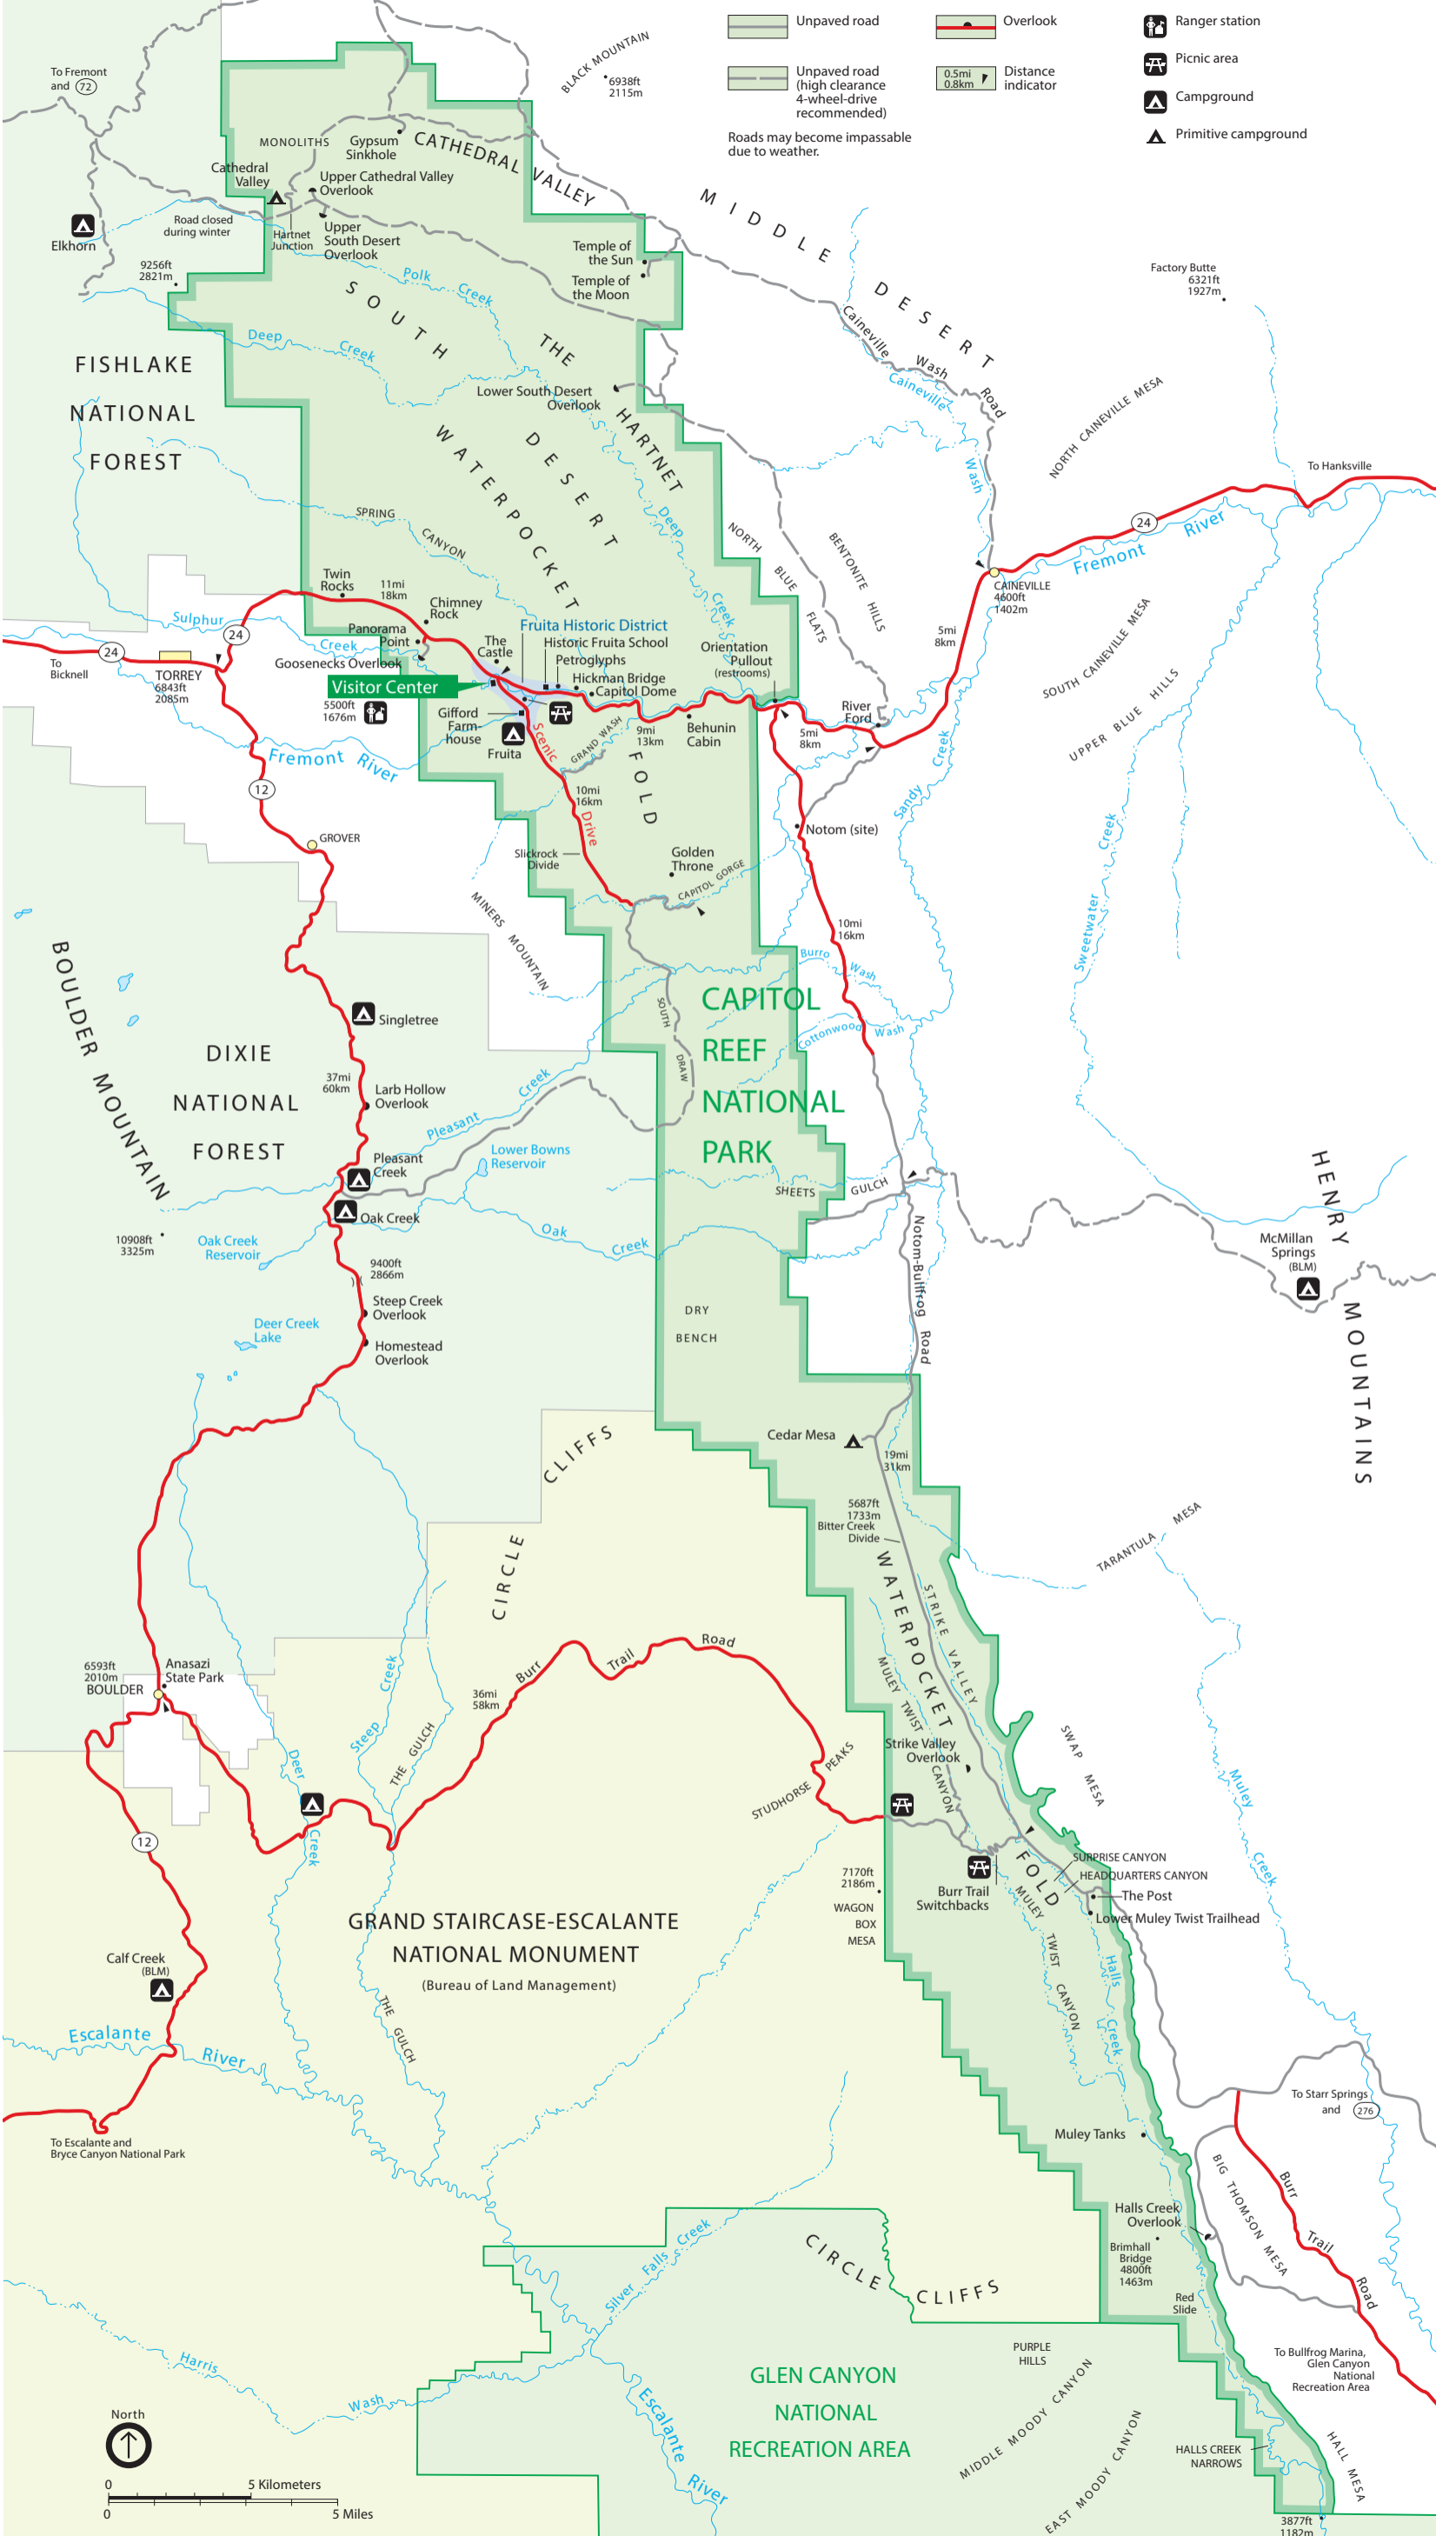 Unpaved road
Overlook
Ranger station
Picnic area
Unpaved road
(high clearance
4-wheel-drive
recommended)
0.5mi
0.8km
Distance
indicator
Campground
Primitive campground
Roads may become impassable
due to weather.
To Fremont
and 72
BLACK MOUNTAIN
6938ft
2115m
MONOLITHS
Gypsum
Sinkhole
CATHEDRAL VALLEY
Cathedral
Valley
Upper Cathedral Valley
Overlook
Road closed
during winter
Hartnet
Junction
Upper
South Desert
Overlook
Elkhorn
9256ft
2821m
Temple of
the Sun
Temple of
the Moon
MIDDLE DESERT
Factory Butte
6321ft
1927m
Polk Creek
SOUTH DESERT
Deep Creek
THE HARTNET
Caineville Wash Road
Caineville Wash
NORTH CAINEVILLE MESA
FISHLAKE
NATIONAL
FOREST
Lower South Desert
Overlook
WATERPOCKET FOLD
To Hanksville
24
Fremont River
SPRING CANYON
Deep Creek
NORTH BLUE FLATS
BENTONITE HILLS
CAINEVILLE
4600ft
1402m
5mi
8km
SOUTH CAINEVILLE MESA
UPPER BLUE HILLS
Twin
Rocks
11mi
18km
Chimney
Rock
Sulphur Creek
24
24
To
Bicknell
TORREY
6843ft
2085m
Panorama
Point
Goosenecks Overlook
The
Castle
Fruita Historic District
Historic Fruita School
Petroglyphs
Hickman Bridge
Capitol Dome
Orientation
Pullout
(restrooms)
Visitor Center
5500ft
1676m
Gifford
Farm-
house
Fruita
Scenic Drive
GRAND WASH
9mi
13km
Behunin
Cabin
5mi
8km
River
Ford
Sandy Creek
Fremont River
12
10mi
16km
Notom (site)
GROVER
Slickrock
Divide
Golden
Throne
CAPITOL GORGE
Sweetwater Creek
MINERS MOUNTAIN
10mi
16km
BOULDER MOUNTAIN
Burro Wash
SOUTH DRAW
CAPITOL
REEF
NATIONAL
PARK
Cottonwood Wash
Singletree
DIXIE
NATIONAL
FOREST
37mi
60km
Larb Hollow
Overlook
Pleasant Creek
Lower Bowns
Reservoir
Pleasant
Creek
Oak Creek
SHEETS GULCH
HENRY MOUNTAINS
10908ft
3325m
Oak Creek
Reservoir
Oak Creek
Notom-Bullfrog Road
McMillan
Springs
(BLM)
9400ft
2866m
Steep Creek
Overlook
Deer Creek
Lake
Homestead
Overlook
DRY
BENCH
CIRCLE CLIFFS
Cedar Mesa
19mi
31km
5687ft
1733m
Bitter Creek
Divide
TARANTULA MESA
WATERPOCKET FOLD
STRIKE VALLEY
MULEY TWIST CANYON
6593ft
2010m
BOULDER
Anasazi
State Park
Burr Trail Road
36mi
58km
Steep Creek
THE GULCH
Deer Creek
STUDHORSE PEAKS
Strike Valley
Overlook
SWAP MESA
Muley Creek
12
SURPRISE CANYON
HEADQUARTERS CANYON
The Post
Lower Muley Twist Trailhead
Burr Trail
Switchbacks
7170ft
2186m
WAGON
BOX
MESA
MULEY TWIST CANYON
Halls Creek
GRAND STAIRCASE-ESCALANTE
NATIONAL MONUMENT
(Bureau of Land Management)
Calf Creek
(BLM)
THE GULCH
Escalante River
To Escalante and
Bryce Canyon National Park
To Starr Springs
and 276
Muley Tanks
BIG THOMSON MESA
Burr Trail Road
Halls Creek
Overlook
Brimhall
Bridge
4800ft
1463m
Red
Slide
Silver Falls Creek
CIRCLE CLIFFS
PURPLE
HILLS
To Bullfrog Marina,
Glen Canyon
National
Recreation Area
Harris Wash
Escalante River
GLEN CANYON
NATIONAL
RECREATION AREA
MIDDLE MOODY CANYON
EAST MOODY CANYON
HALLS CREEK
NARROWS
HALL MESA
3877ft
1182m
North
0 5 Kilometers
0 5 Miles